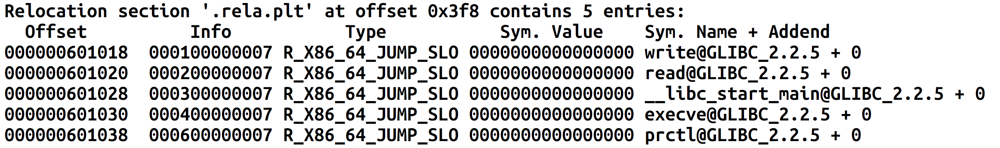 Relocation section '.rela.plt' at offset 0x3f8 contains 5 entries:
  Offset          Info           Type           Sym. Value    Sym. Name + Addend
000000601018  000100000007 R_X86_64_JUMP_SLO 0000000000000000 write@GLIBC_2.2.5 + 0
000000601020  000200000007 R_X86_64_JUMP_SLO 0000000000000000 read@GLIBC_2.2.5 + 0
000000601028  000300000007 R_X86_64_JUMP_SLO 0000000000000000 __libc_start_main@GLIBC_2.2.5 + 0
000000601030  000400000007 R_X86_64_JUMP_SLO 0000000000000000 execve@GLIBC_2.2.5 + 0
000000601038  000600000007 R_X86_64_JUMP_SLO 0000000000000000 prctl@GLIBC_2.2.5 + 0